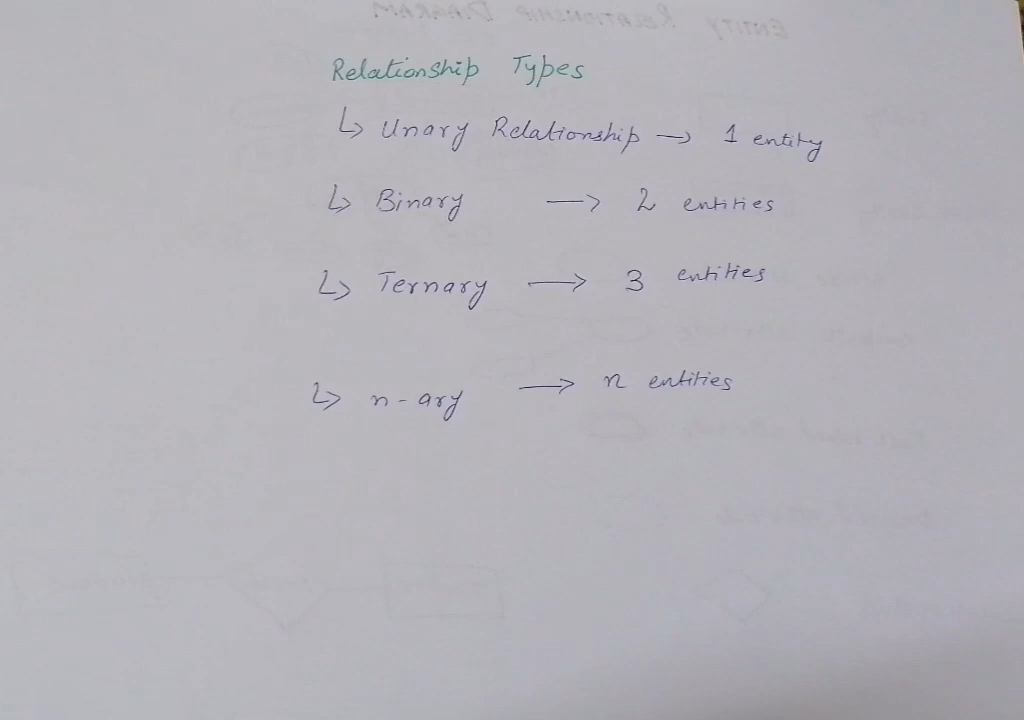 Relationship Types
↳ Unary Relationship → 1 entity
↳ Binary → 2 entities
↳ Ternary → 3 entities
↳ n-ary → n entities